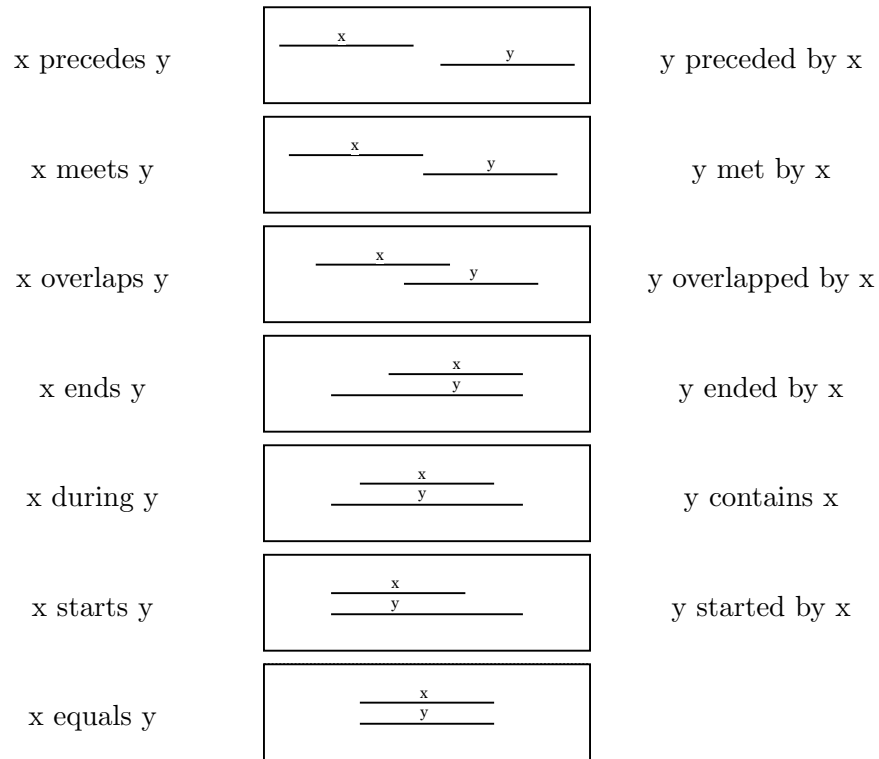 x precedes y
x
y
y preceded by x
x meets y
x
y
y met by x
x overlaps y
x
y
y overlapped by x
x ends y
x
y
y ended by x
x during y
x
y
y contains x
x starts y
x
y
y started by x
x equals y
x
y